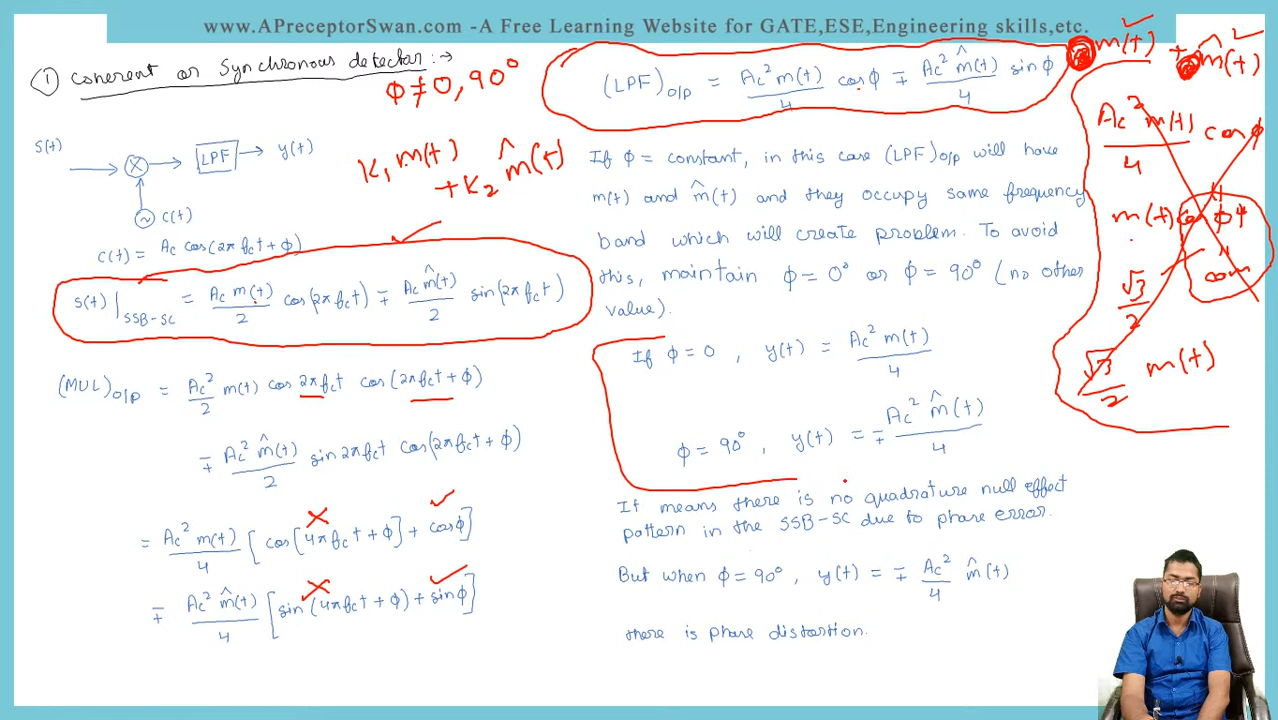 www.APreceptorSwan.com -A Free Learning Website for GATE,ESE,Engineering skills,etc.
① Coherent or Synchronous detector :→
ϕ ≠ 0, 90°
S(t)
LPF
y(t)
c(t)
K₁ m(t)
+ K₂ m̂(t)
c(t) = Ac cos(2πfct + ϕ)
s(t)|SSB-SC = Ac m(t)/2 cos(2πfct) ∓ Ac m̂(t)/2 sin(2πfct)
(MUL)o/p = Ac²/2 m(t) cos 2πfct cos(2πfct + ϕ)
∓ Ac² m̂(t)/2 sin 2πfct cos(2πfct + ϕ)
= Ac² m(t)/4 [cos[4πfct + ϕ] + cosϕ]
∓ Ac² m̂(t)/4 [sin(4πfct + ϕ) + sinϕ]
(LPF)o/p = Ac² m(t)/4 cosϕ ∓ Ac² m̂(t)/4 sinϕ
If ϕ = constant, in this case (LPF)o/p will have
m(t) and m̂(t) and they occupy same frequency
band which will create problem. To avoid
this, maintain ϕ = 0° or ϕ = 90° (no other
value).
If ϕ = 0, y(t) = Ac² m(t)/4
ϕ = 90°, y(t) = ∓ Ac² m̂(t)/4
It means there is no quadrature null effect
pattern in the SSB-SC due to phase error.
But when ϕ = 90°, y(t) = ∓ Ac²/4 m̂(t)
there is phase distortion.
m(t) + m̂(t)
Ac² m(t)/4 cos ϕ
m(t) cos ϕ
√3/2
√3/2 m(t)